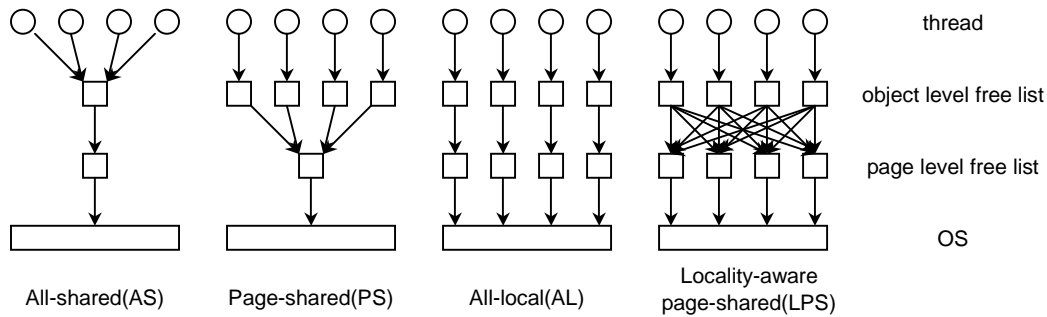 thread
object level free list
page level free list
OS
All-shared(AS)
Page-shared(PS)
All-local(AL)
Locality-aware
page-shared(LPS)